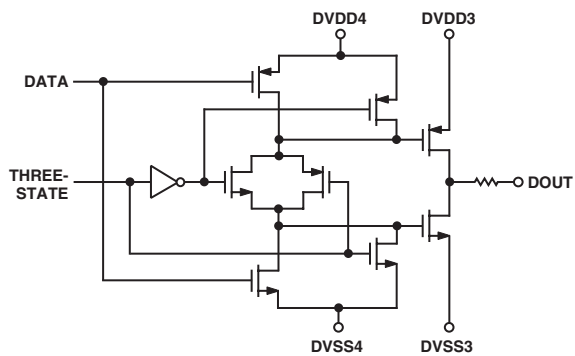 DVDD4
DVDD3
DATA
THREE-
STATE
DOUT
DVSS4
DVSS3